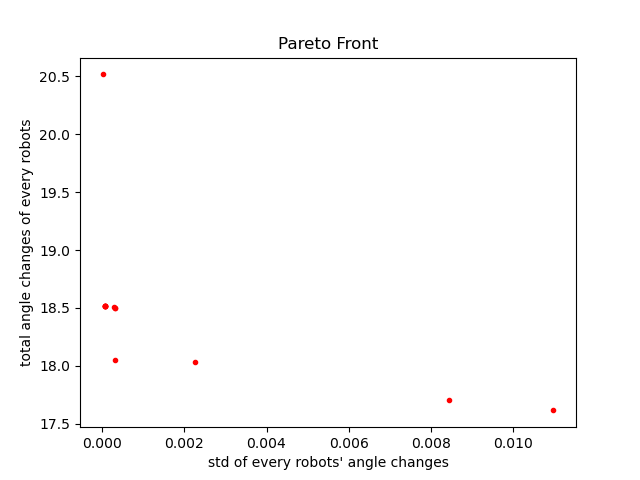 Pareto Front
total angle changes of every robots
20.5
20.0
19.5
19.0
18.5
18.0
17.5
0.000 0.002 0.004 0.006 0.008 0.010
std of every robots' angle changes